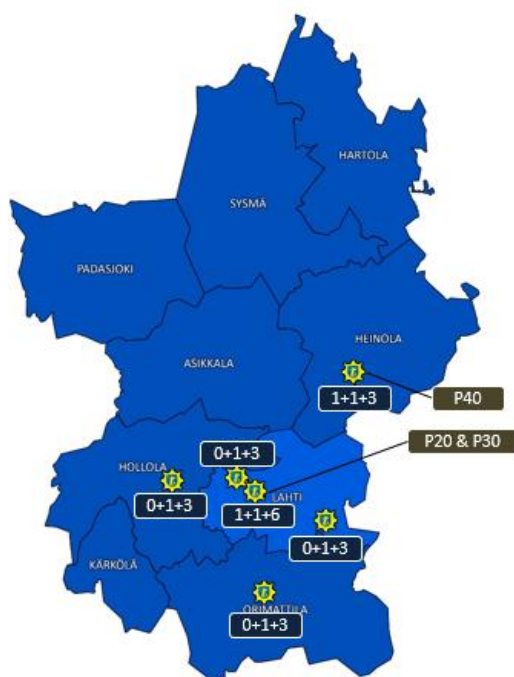 HARTOLA
SYSMÄ
PADASJOKI
HEINOLA
ASIKKALA
1+1+3
P40
P20 & P30
0+1+3
HOLLOLA
0+1+3
LAHTI
1+1+6
0+1+3
KÄRKÖLÄ
ORIMATTILA
0+1+3